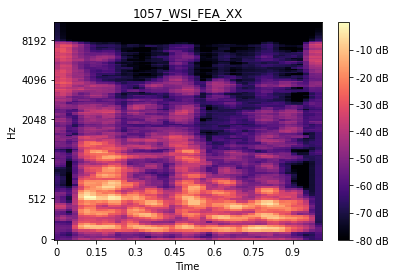 1057_WSI_FEA_XX
8192
4096
2048
1024
512
0
Hz
0
0.15
0.3
0.45
0.6
0.75
0.9
Time
-10 dB
-20 dB
-30 dB
-40 dB
-50 dB
-60 dB
-70 dB
-80 dB